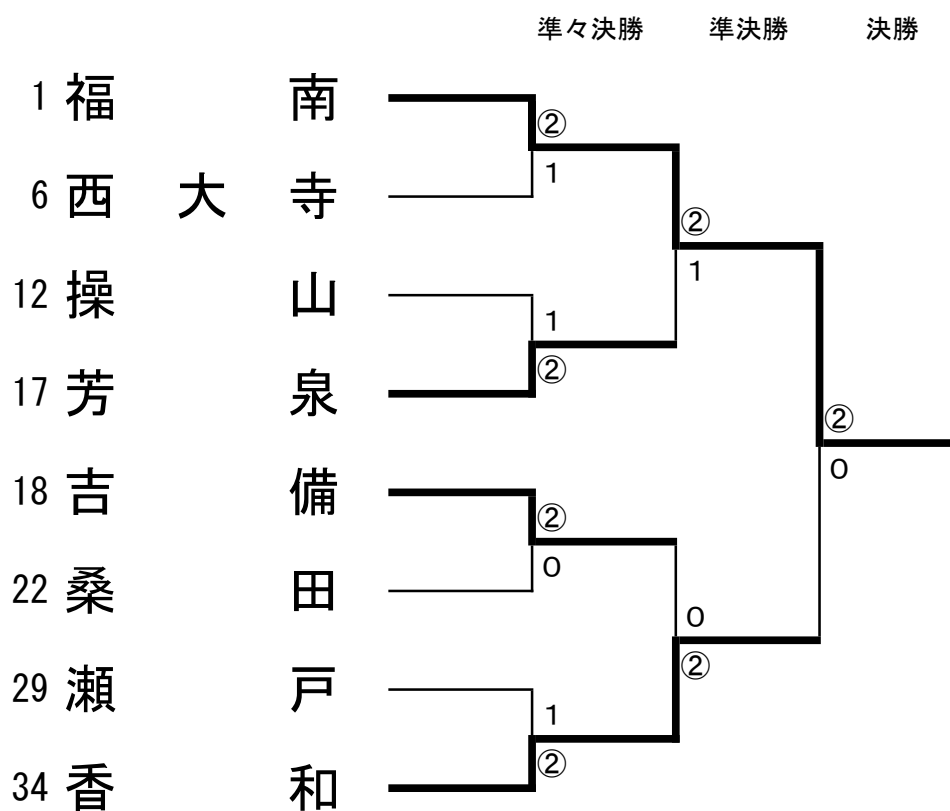 準々決勝 準決勝 決勝
1 福 南
②
1
6 西 大 寺
②
1
12 操 山
1
②
17 芳 泉
②
0
18 吉 備
②
0
22 桑 田
0
②
29 瀬 戸
1
②
34 香 和